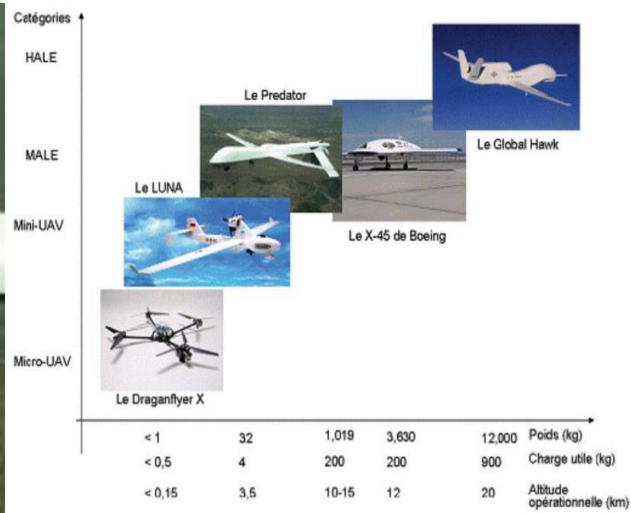 Catégories
HALE
MALE
Mini-UAV
Micro-UAV
Le Predator
Le Global Hawk
Le LUNA
Le X-45 de Boeing
Le Draganflyer X
< 1 32 1,019 3,630 12,000 Poids (kg)
< 0,5 4 200 200 900 Charge utile (kg)
< 0,15 3,5 10-15 12 20 Altitude
opérationnelle (km)